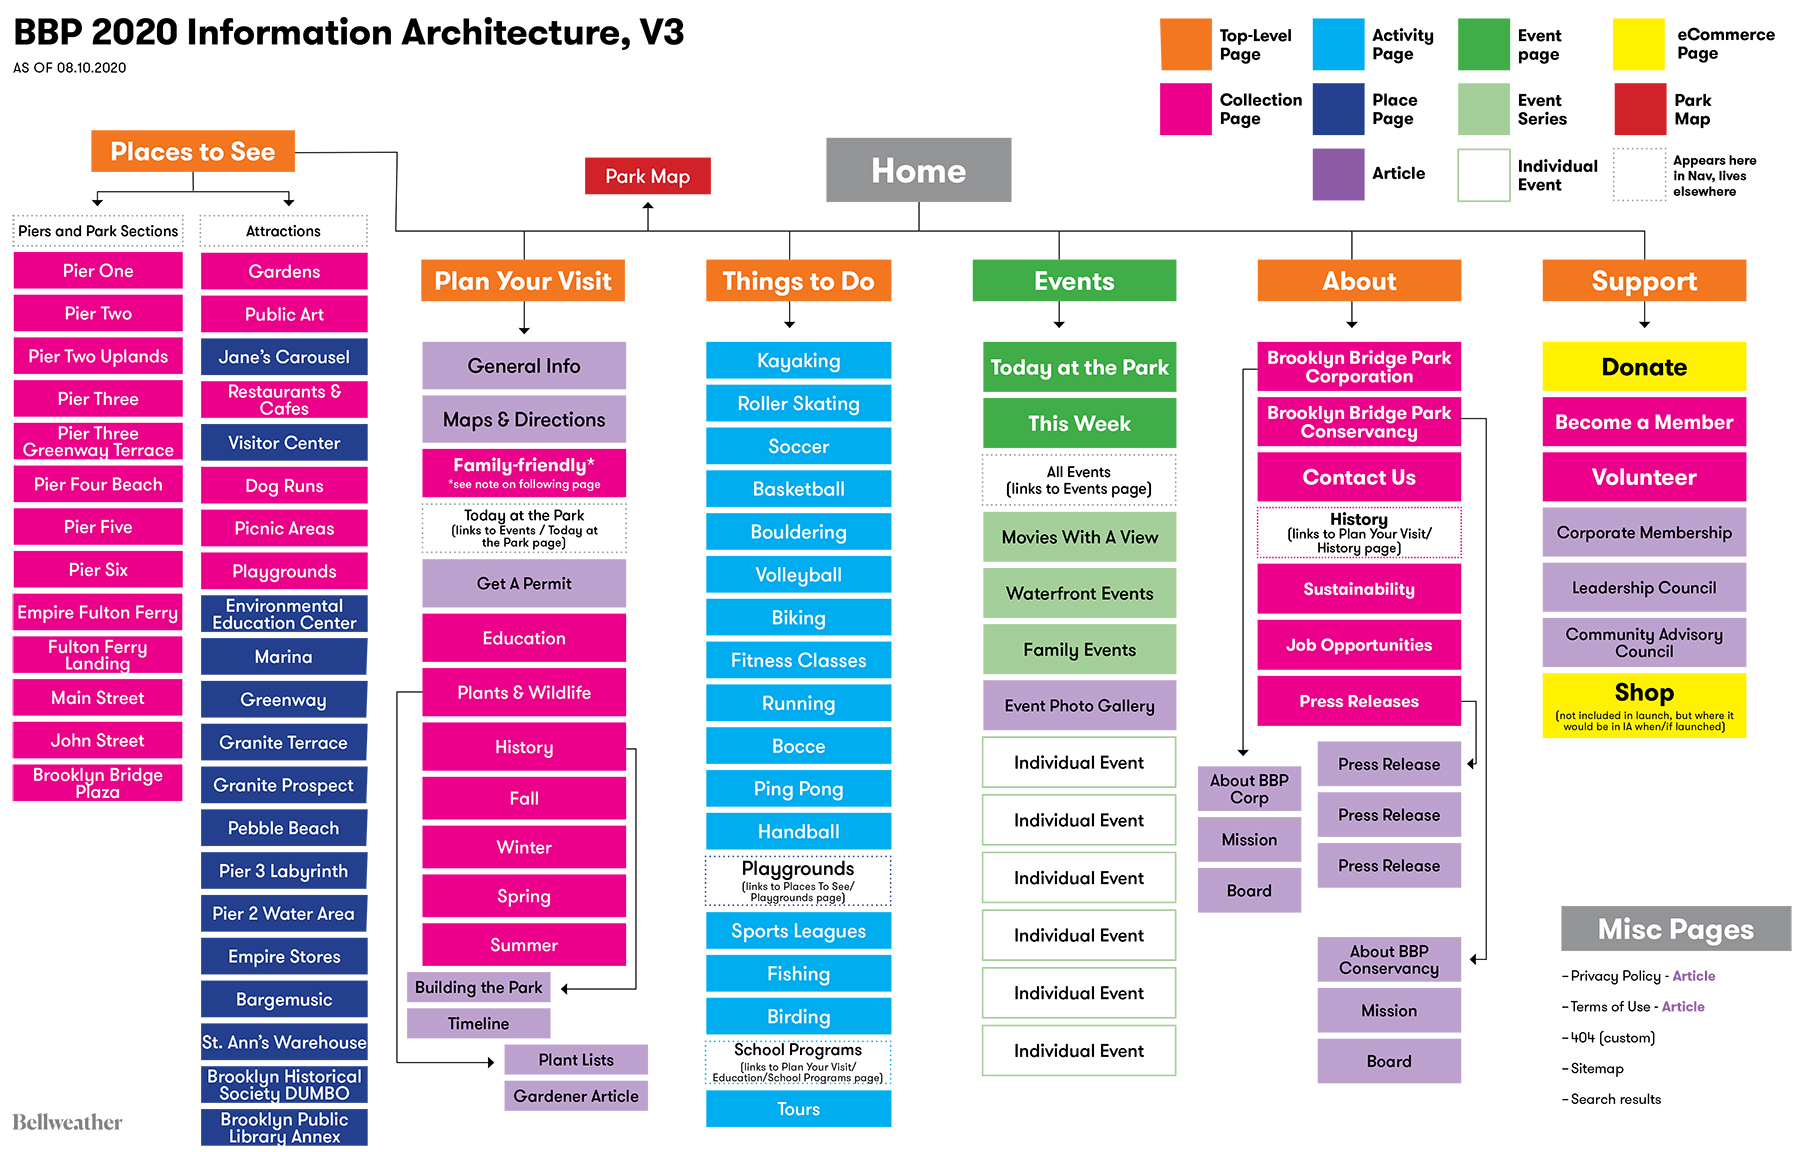 BBP 2020 Information Architecture, V3
AS OF 08.10.2020
Top-Level
Page
Activity
Page
Event
page
eCommerce
Page
Collection
Page
Place
Page
Event
Series
Park
Map
Article
Individual
Event
Appears here
in Nav, lives
elsewhere
Home
Park Map
Places to See
Piers and Park Sections
Pier One
Pier Two
Pier Two Uplands
Pier Three
Pier Three
Greenway Terrace
Pier Four Beach
Pier Five
Pier Six
Empire Fulton Ferry
Fulton Ferry
Landing
Main Street
John Street
Brooklyn Bridge
Plaza
Attractions
Gardens
Public Art
Jane's Carousel
Restaurants &
Cafes
Visitor Center
Dog Runs
Picnic Areas
Playgrounds
Environmental
Education Center
Marina
Greenway
Granite Terrace
Granite Prospect
Pebble Beach
Pier 3 Labyrinth
Pier 2 Water Area
Empire Stores
Bargemusic
St. Ann's Warehouse
Brooklyn Historical
Society DUMBO
Brooklyn Public
Library Annex
Plan Your Visit
General Info
Maps & Directions
Family-friendly*
*see note on following page
Today at the Park
(links to Events / Today at
the Park page)
Get A Permit
Education
Plants & Wildlife
History
Fall
Winter
Spring
Summer
Building the Park
Timeline
Plant Lists
Gardener Article
Things to Do
Kayaking
Roller Skating
Soccer
Basketball
Bouldering
Volleyball
Biking
Fitness Classes
Running
Bocce
Ping Pong
Handball
Playgrounds
(links to Places To See/
Playgrounds page)
Sports Leagues
Fishing
Birding
School Programs
(links to Plan Your Visit/
Education/School Programs page)
Tours
Events
Today at the Park
This Week
All Events
(links to Events page)
Movies With A View
Waterfront Events
Family Events
Event Photo Gallery
Individual Event
Individual Event
Individual Event
Individual Event
Individual Event
Individual Event
About
Brooklyn Bridge Park
Corporation
Brooklyn Bridge Park
Conservancy
Contact Us
History
(links to Plan Your Visit/
History page)
Sustainability
Job Opportunities
Press Releases
Press Release
Press Release
Press Release
About BBP
Corp
Mission
Board
About BBP
Conservancy
Mission
Board
Support
Donate
Become a Member
Volunteer
Corporate Membership
Leadership Council
Community Advisory
Council
Shop
(not included in launch, but where it
would be in IA when/if launched)
Misc Pages
– Privacy Policy - Article
– Terms of Use - Article
– 404 (custom)
– Sitemap
– Search results
Bellweather